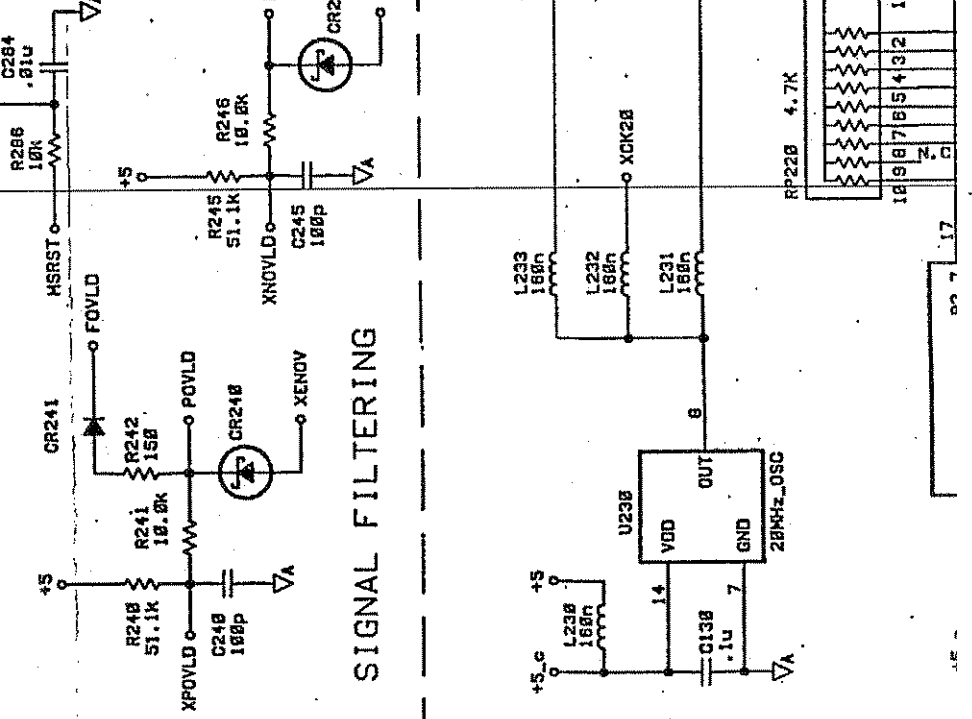 C284
.01u
A
R286
10k
MSRST
+5
R246
10.0K
R245
51.1K
C245
100p
A
XNOVLD
CR2
FOVLD
CR241
R242
150
POVLD
CR240
XENOV
R241
10.0k
+5
R240
51.1k
C240
100p
A
XPOVLD
SIGNAL FILTERING
L233
160n
L232
160n
L231
160n
XCK20
8
U230
OUT
VDD
GND
20MHz_OSC
14
7
+5
L230
160n
+5_c
C130
.1u
A
RP220 4.7K
1
2
3
4
5
6
7
8
9
10
N.C
17